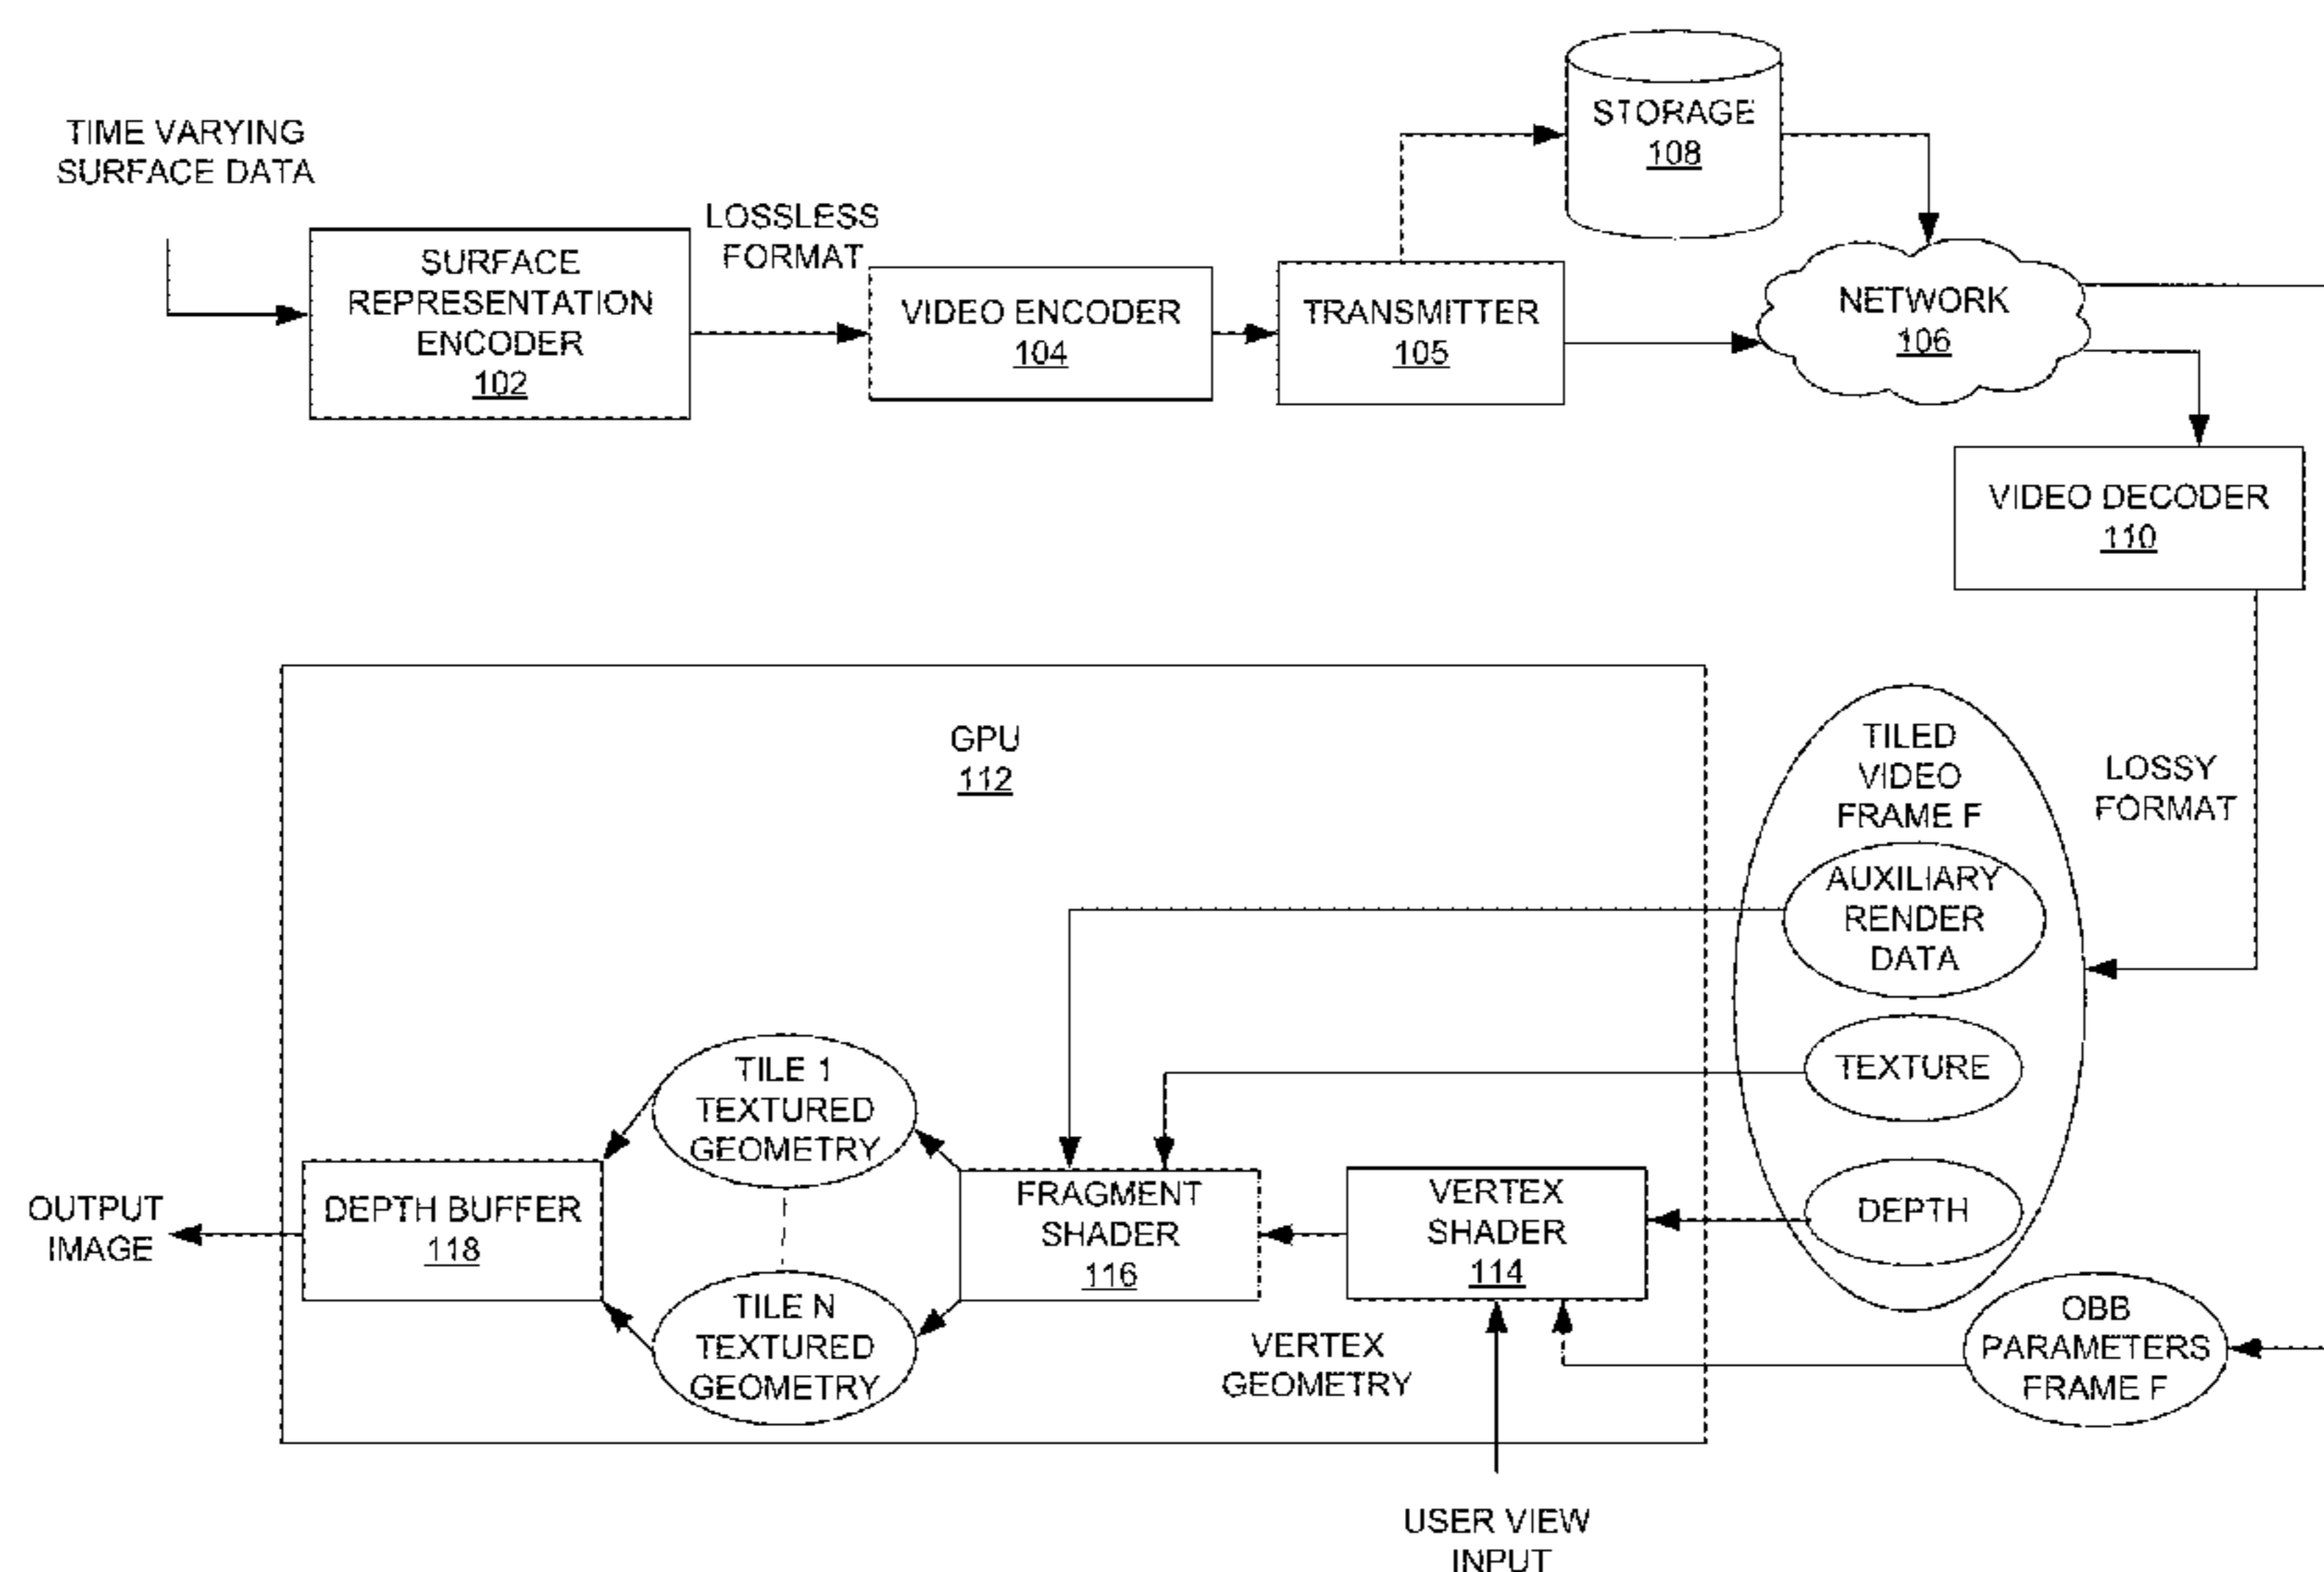 TIME VARYING
SURFACE DATA
SURFACE
REPRESENTATION
ENCODER
102
LOSSLESS
FORMAT
VIDEO ENCODER
104
TRANSMITTER
105
STORAGE
108
NETWORK
106
VIDEO DECODER
110
LOSSY
FORMAT
TILED
VIDEO
FRAME F
AUXILIARY
RENDER
DATA
TEXTURE
DEPTH
OBB
PARAMETERS
FRAME F
GPU
112
VERTEX
SHADER
114
VERTEX
GEOMETRY
USER VIEW
INPUT
FRAGMENT
SHADER
116
TILE 1
TEXTURED
GEOMETRY
TILE N
TEXTURED
GEOMETRY
DEPTH BUFFER
118
OUTPUT
IMAGE